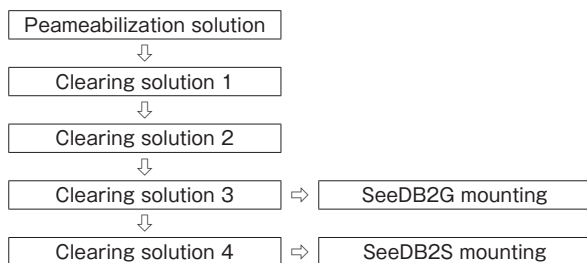 Peameabilization solution
Clearing solution 1
Clearing solution 2
Clearing solution 3
SeeDB2G mounting
Clearing solution 4
SeeDB2S mounting